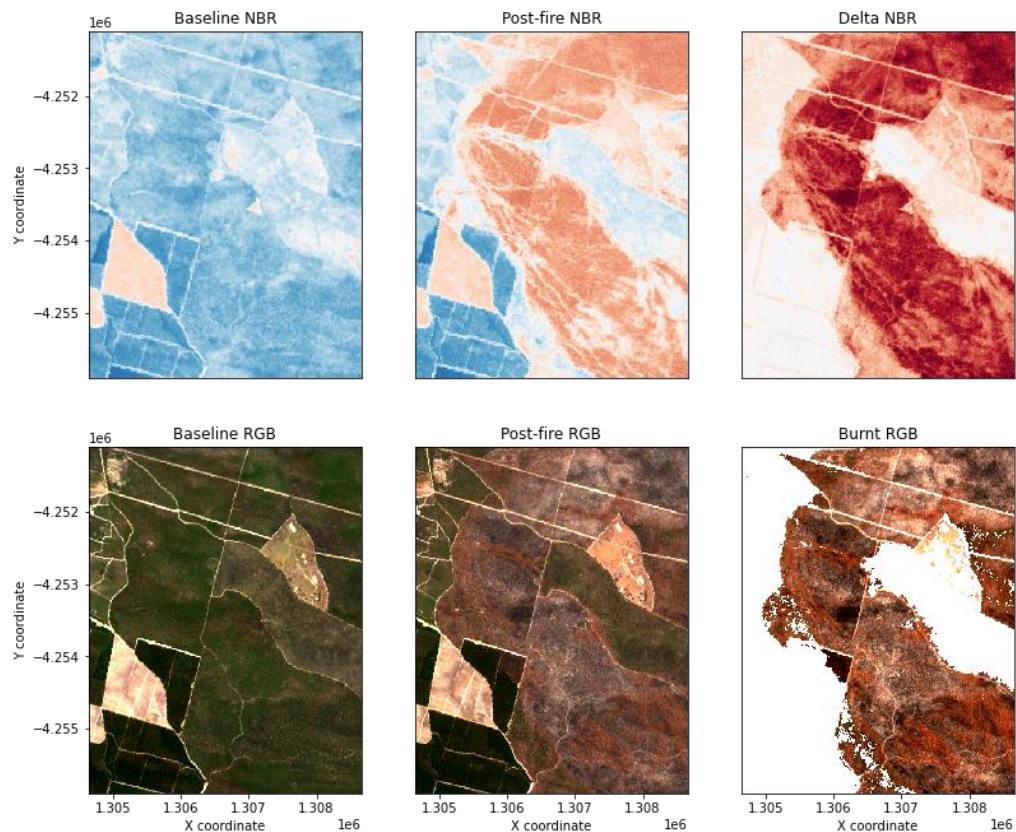 Baseline NBR
Post-fire NBR
Delta NBR
1e6
−4.252
−4.253
−4.254
−4.255
Y coordinate
Baseline RGB
Post-fire RGB
Burnt RGB
1e6
−4.252
−4.253
−4.254
−4.255
Y coordinate
1.305 1.306 1.307 1.308
X coordinate
1e6
1.305 1.306 1.307 1.308
X coordinate
1e6
1.305 1.306 1.307 1.308
X coordinate
1e6